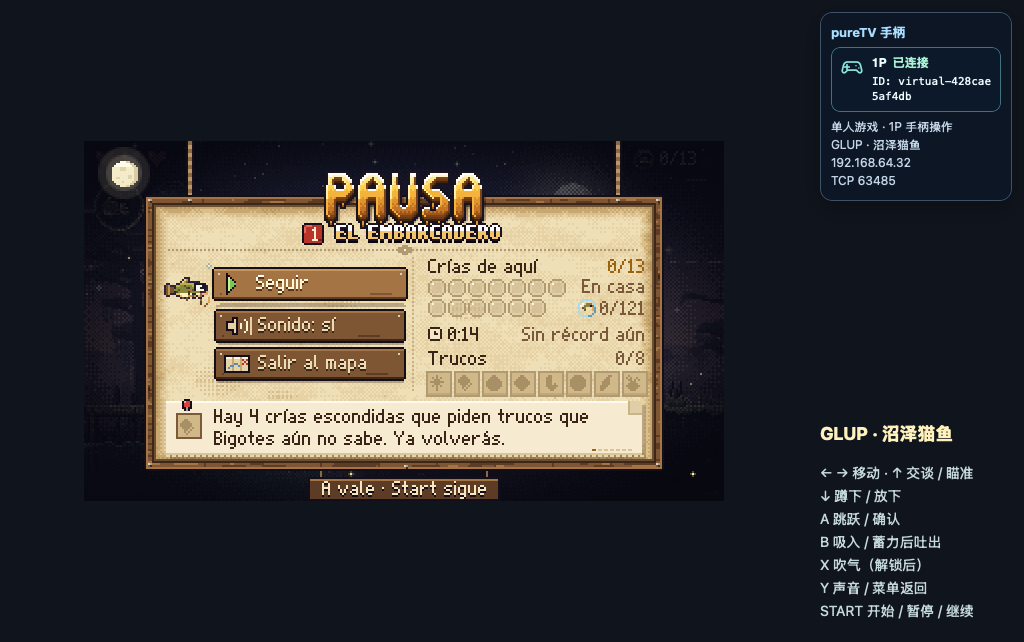 pureTV 手柄
1P 已连接
ID: virtual-428cae
5af4db
单人游戏 · 1P 手柄操作
GLUP · 沼泽猫鱼
192.168.64.32
TCP 63485
0/13
PAUSA
1 EL EMBARCADERO
Seguir
Sonido: sí
Salir al mapa
Crías de aquí 0/13
En casa
0/121
0:14 Sin récord aún
Trucos 0/8
Hay 4 crías escondidas que piden trucos que
Bigotes aún no sabe. Ya volverás.
A vale · Start sigue
GLUP · 沼泽猫鱼
← → 移动 · ↑ 交谈 / 瞄准
↓ 蹲下 / 放下
A 跳跃 / 确认
B 吸入 / 蓄力后吐出
X 吹气（解锁后）
Y 声音 / 菜单返回
START 开始 / 暂停 / 继续